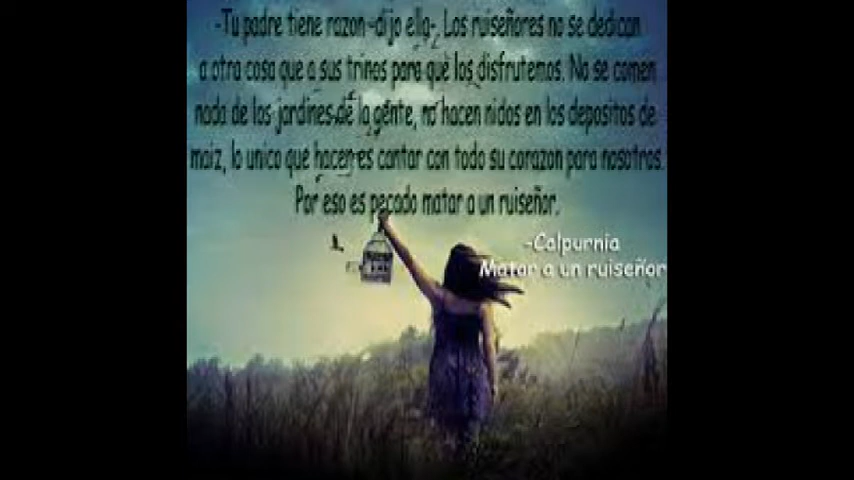 -Tu padre tiene razon-dijo ella-. Los ruiseñores no se dedican
a otra cosa que a sus trinos para que los disfrutemos. No se comen
nada de los jardines de la gente, no hacen nidos en los depositos de
maiz, lo unico que hacen es cantar con todo su corazon para nosotros.
Por eso es pecado matar a un ruiseñor.
-Calpurnia
Matar a un ruiseñor